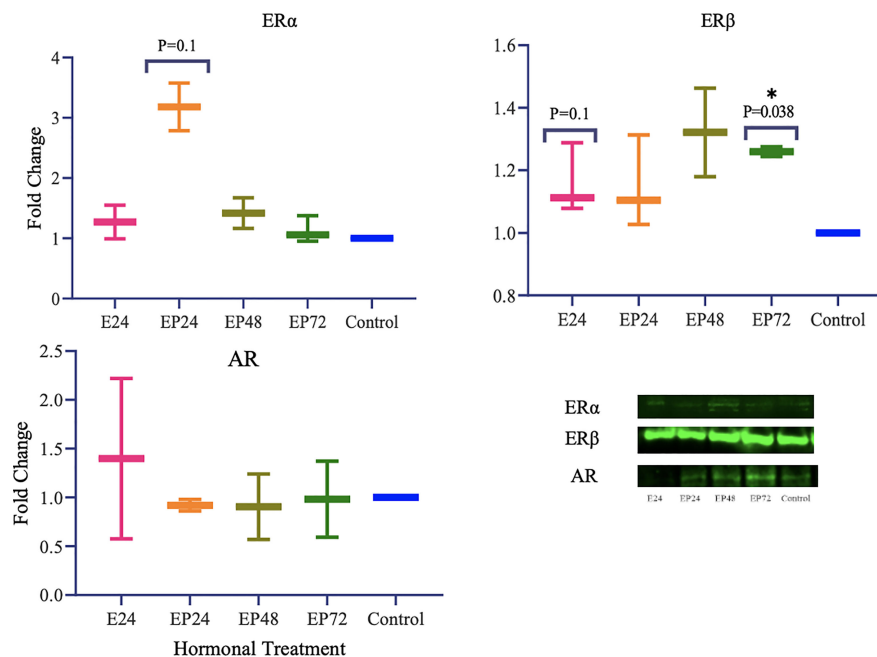 ERα
Fold Change
4
3
2
1
0
P=0.1
E24 EP24 EP48 EP72 Control
ERβ
1.6
1.4
1.2
1.0
0.8
P=0.1
*
P=0.038
E24 EP24 EP48 EP72 Control
AR
Fold Change
2.5
2.0
1.5
1.0
0.5
0.0
E24 EP24 EP48 EP72 Control
Hormonal Treatment
ERα
ERβ
AR
E24 EP24 EP48 EP72 Control